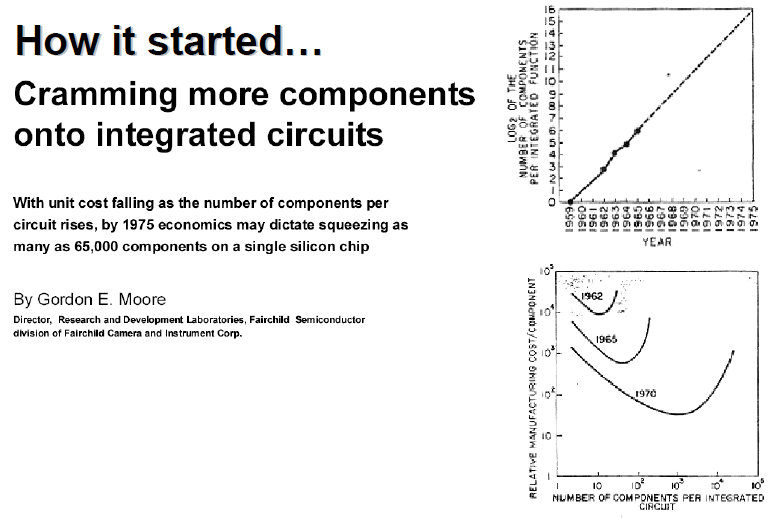 How it started...
Cramming more components
onto integrated circuits
With unit cost falling as the number of components per
circuit rises, by 1975 economics may dictate squeezing as
many as 65,000 components on a single silicon chip
By Gordon E. Moore
Director, Research and Development Laboratories, Fairchild Semiconductor
division of Fairchild Camera and Instrument Corp.
LOG2 OF THE
NUMBER OF COMPONENTS
PER INTEGRATED FUNCTION
16
15
14
13
12
11
10
9
8
7
6
5
4
3
2
1
0
1959 1960 1961 1962 1963 1964 1965 1966 1967 1968 1969 1970 1971 1972 1973 1974 1975
YEAR
RELATIVE MANUFACTURING COST/COMPONENT
10^5
10^4
10^3
10^2
10
1
1962
1965
1970
1 10 10^2 10^3 10^4 10^5
NUMBER OF COMPONENTS PER INTEGRATED
CIRCUIT